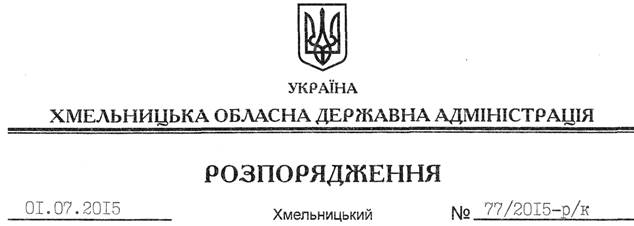 УКРАЇНА
ХМЕЛЬНИЦЬКА ОБЛАСНА ДЕРЖАВНА АДМІНІСТРАЦІЯ
РОЗПОРЯДЖЕННЯ
01.07.2015 Хмельницький № 77/2015-р/к